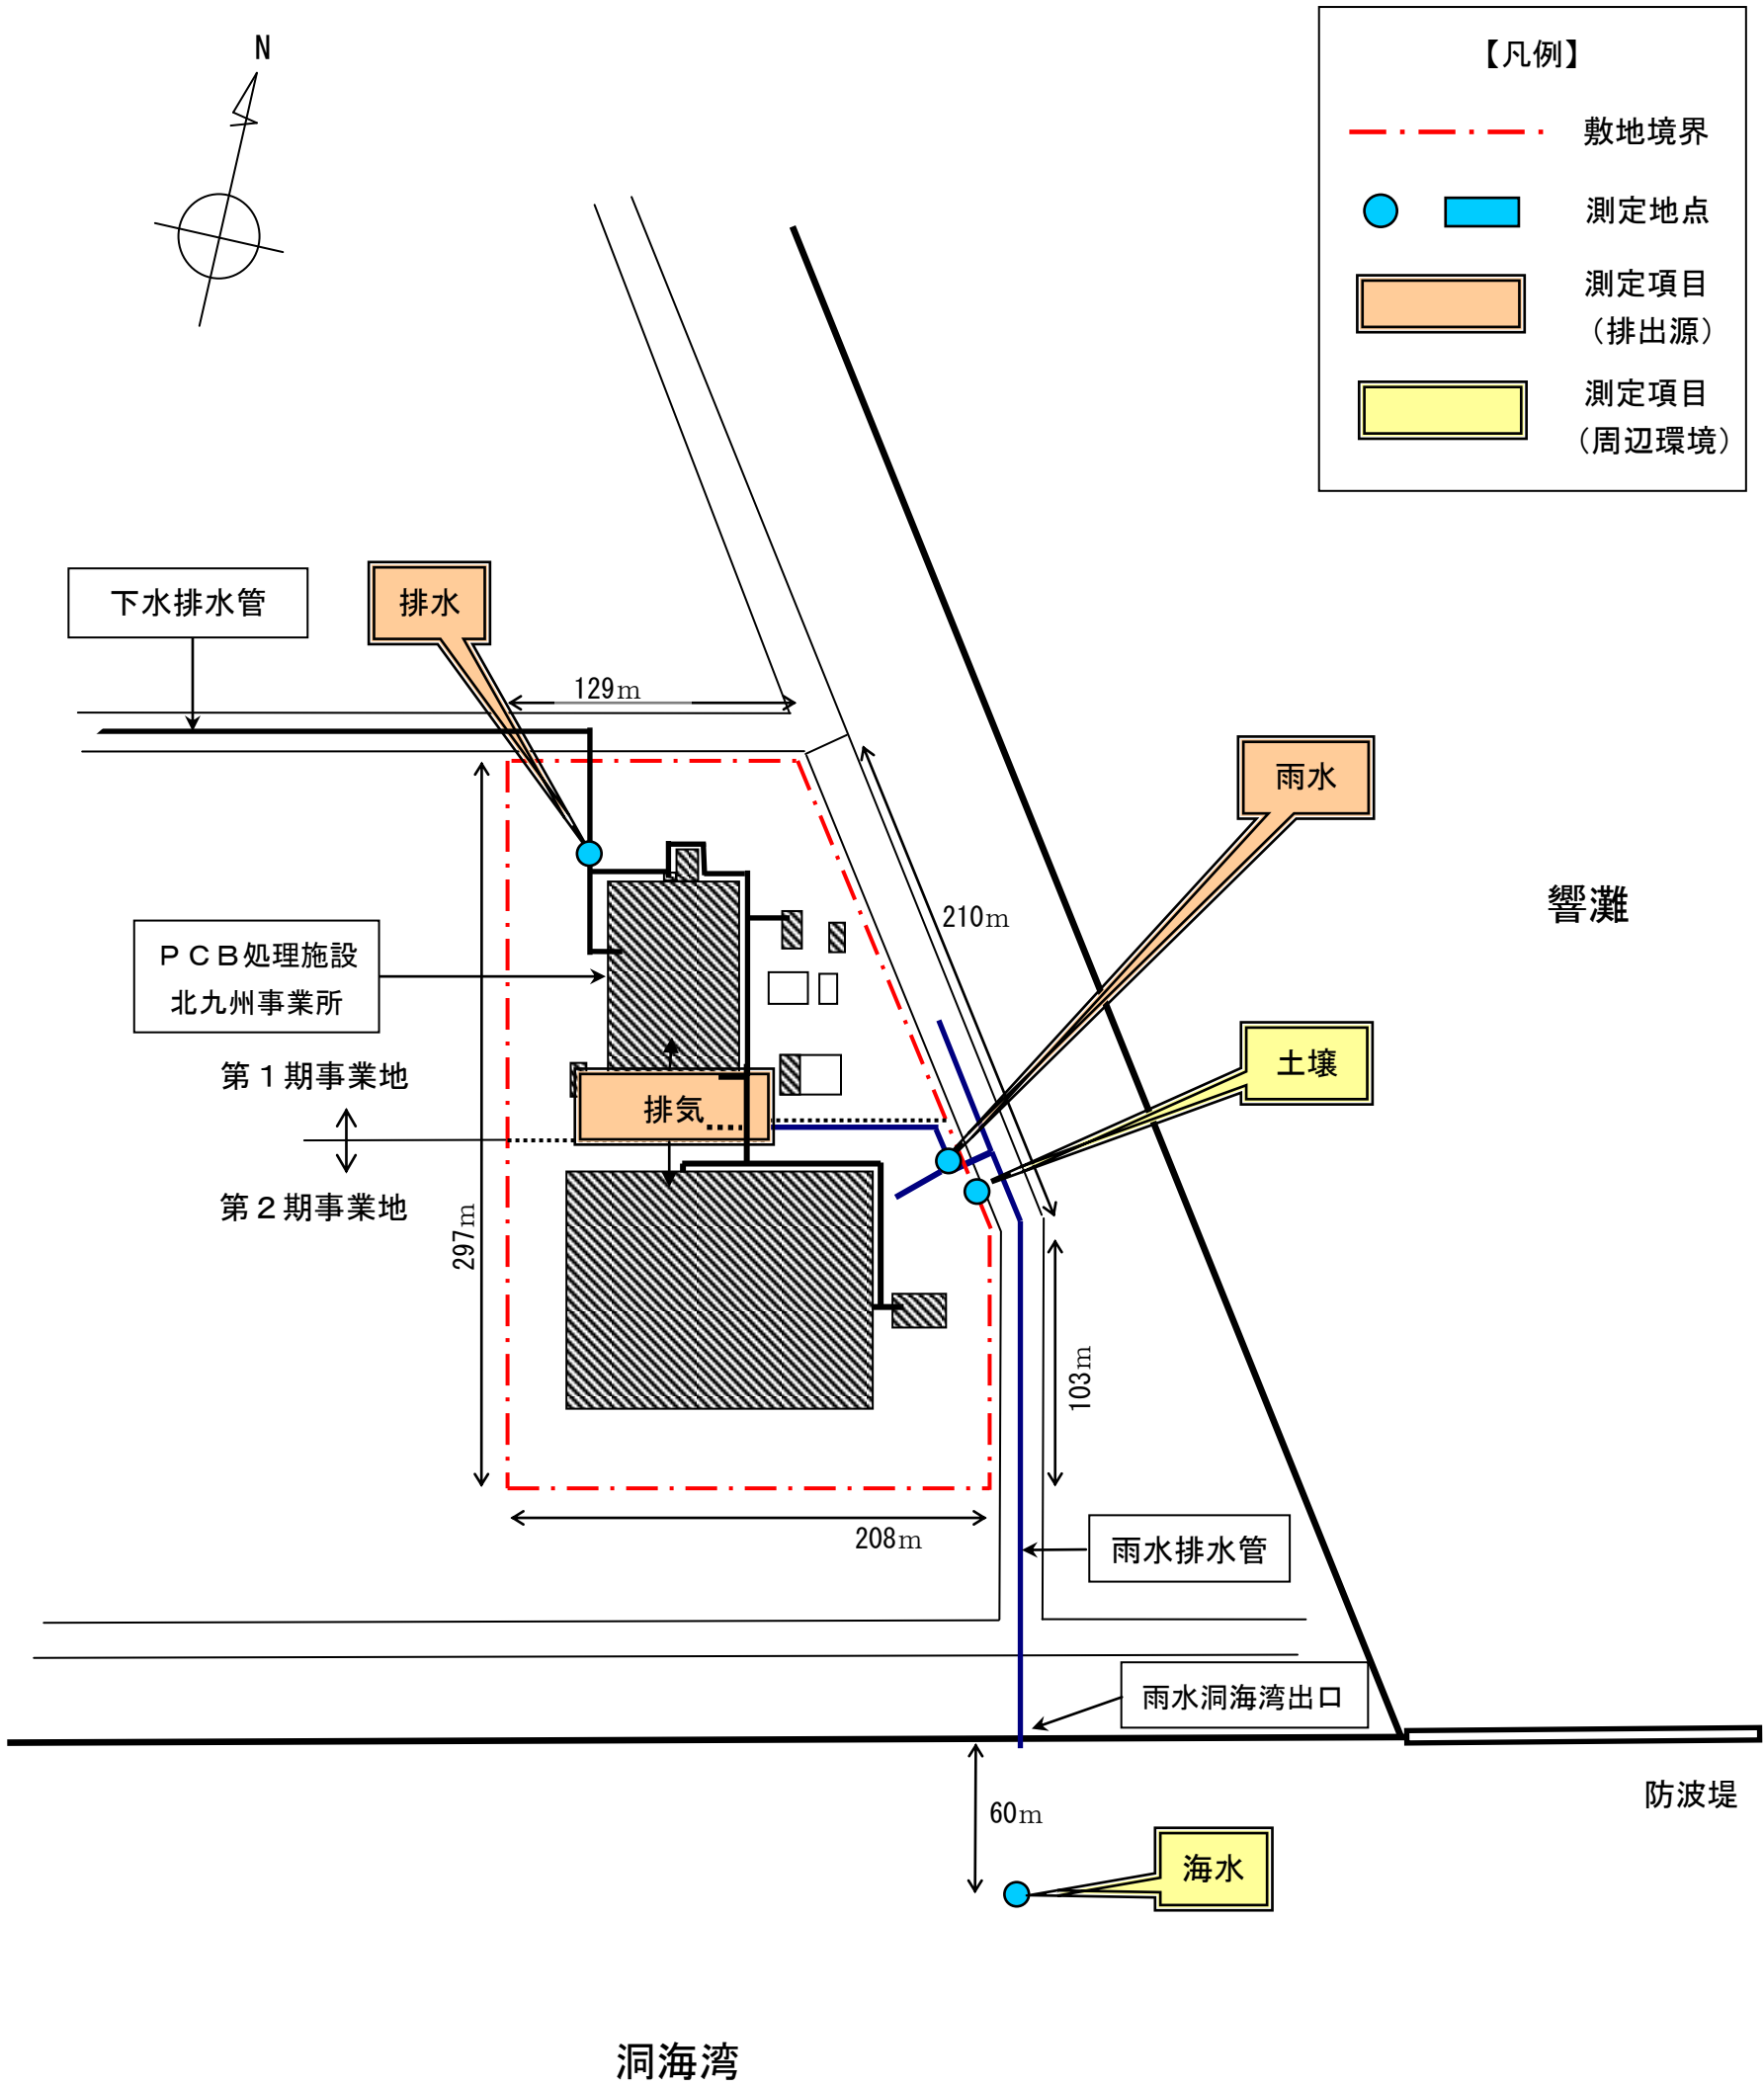 N
【凡例】
敷地境界
測定地点
測定項目
（排出源）
測定項目
（周辺環境）
下水排水管
排水
129m
雨水
210m
響灘
ＰＣＢ処理施設
北九州事業所
土壌
第１期事業地
排気
第２期事業地
297m
103m
208m
雨水排水管
雨水洞海湾出口
防波堤
60m
海水
洞海湾